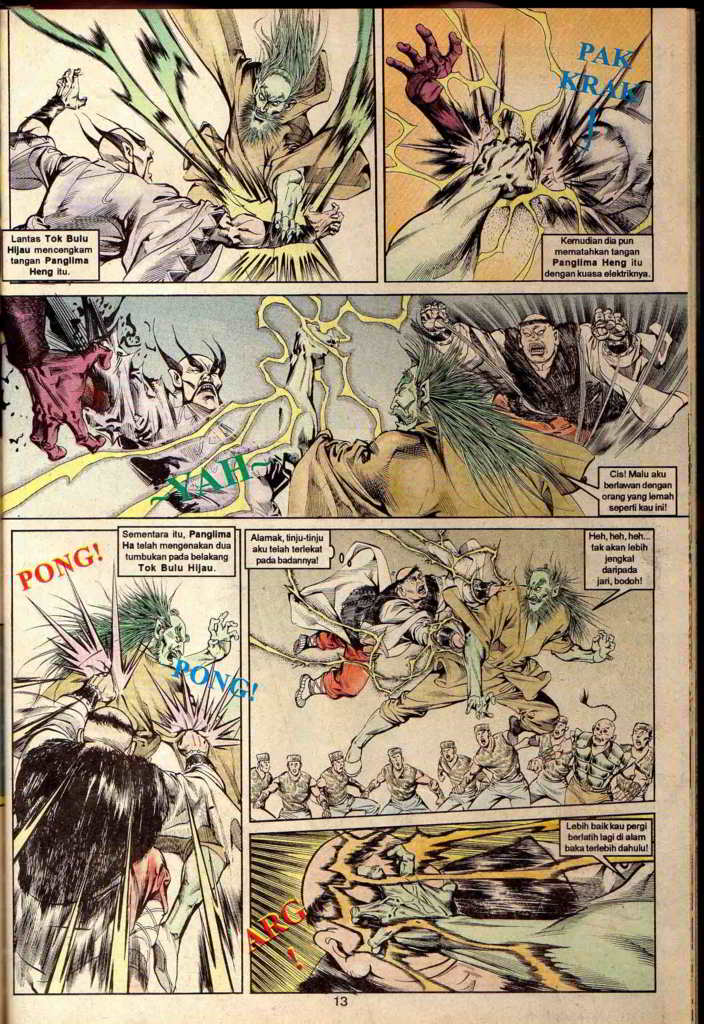 Lantas Tok Bulu
Hijau mencengkam
tangan Panglima
Heng itu.
PAK
KRAK
!
Kemudian dia pun
mematahkan tangan
Panglima Heng itu
dengan kuasa elektriknya.
~YAH~
Cis! Malu aku
berlawan dengan
orang yang lemah
seperti kau ini!
Sementara itu, Panglima
Ha telah mengenakan dua
tumbukan pada belakang
Tok Bulu Hijau.
PONG!
PONG!
Alamak, tinju-tinju
aku telah terlekat
pada badannya!
Heh, heh, heh...
tak akan lebih
jengkal
daripada
jari, bodoh!
Lebih baik kau pergi
berlatih lagi di alam
baka terlebih dahulu!
ARG
!
13